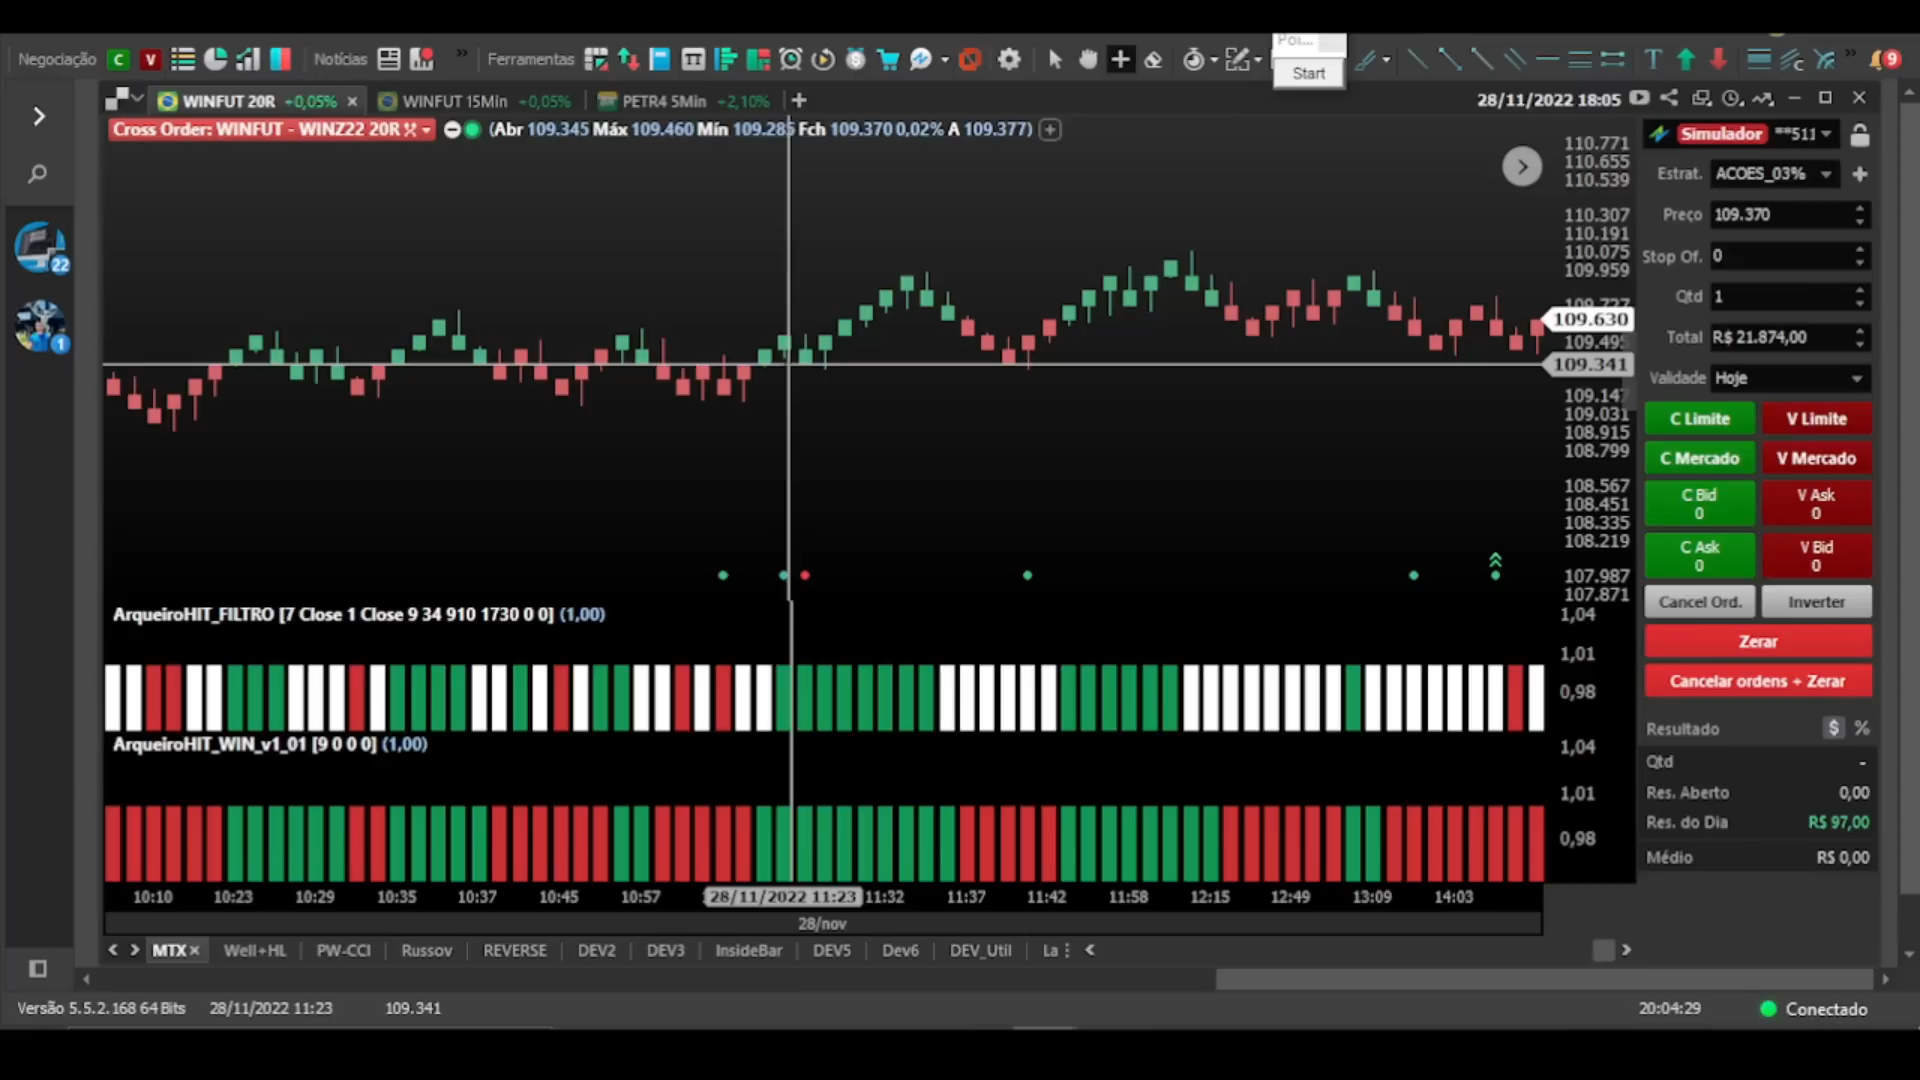 Poi...
Start
Negociação C V Notícias » Ferramentas T » 9
WINFUT 20R +0,05% × WINFUT 15Min +0,05% PETR4 5Min +2,10% +
28/11/2022 18:05
Cross Order: WINFUT - WINZ22 20R (Abr 109.345 Máx 109.460 Mín 109.285 Fch 109.370 0,02% A 109.377)
22
1
110.771
110.655
110.539
110.307
110.191
110.075
109.959
109.727
109.630
109.495
109.341
109.147
109.031
108.915
108.799
108.567
108.451
108.335
108.219
107.987
107.871
ArqueiroHIT_FILTRO [7 Close 1 Close 9 34 910 1730 0 0] (1,00)
1,04
1,01
0,98
ArqueiroHIT_WIN_v1_01 [9 0 0 0] (1,00)
1,04
1,01
0,98
10:10 10:23 10:29 10:35 10:37 10:45 10:57 28/11/2022 11:23 11:32 11:37 11:42 11:58 12:15 12:49 13:09 14:03
28/nov
MTX × Well+HL PW-CCI Russov REVERSE DEV2 DEV3 InsideBar DEV5 Dev6 DEV_Util La
Simulador **511
Estrat. ACOES_03%
Preço 109.370
Stop Of. 0
Qtd 1
Total R$ 21.874,00
Validade Hoje
C Limite V Limite
C Mercado V Mercado
C Bid V Ask
0 0
C Ask V Bid
0 0
Cancel Ord. Inverter
Zerar
Cancelar ordens + Zerar
Resultado $ %
Qtd -
Res. Aberto 0,00
Res. do Dia R$ 97,00
Médio R$ 0,00
Versão 5.5.2.168 64 Bits 28/11/2022 11:23 109.341 20:04:29 Conectado